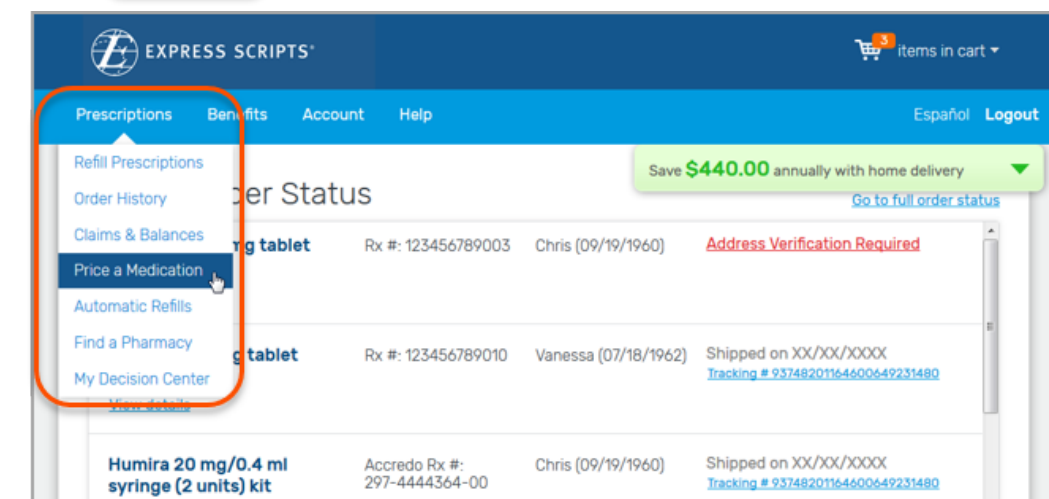 EXPRESS SCRIPTS®
3 items in cart
Prescriptions Benefits Account Help Español Logout
Refill Prescriptions
Order History
Claims & Balances
Price a Medication
Automatic Refills
Find a Pharmacy
My Decision Center
Save $440.00 annually with home delivery
der Status
Go to full order status
mg tablet Rx #: 123456789003 Chris (09/19/1960) Address Verification Required
g tablet Rx #: 123456789010 Vanessa (07/18/1962) Shipped on XX/XX/XXXX
Tracking # 93748201164600649231480
View details
Humira 20 mg/0.4 ml Accredo Rx #: Chris (09/19/1960) Shipped on XX/XX/XXXX
syringe (2 units) kit 297-4444364-00 Tracking # 93748201164600649231480